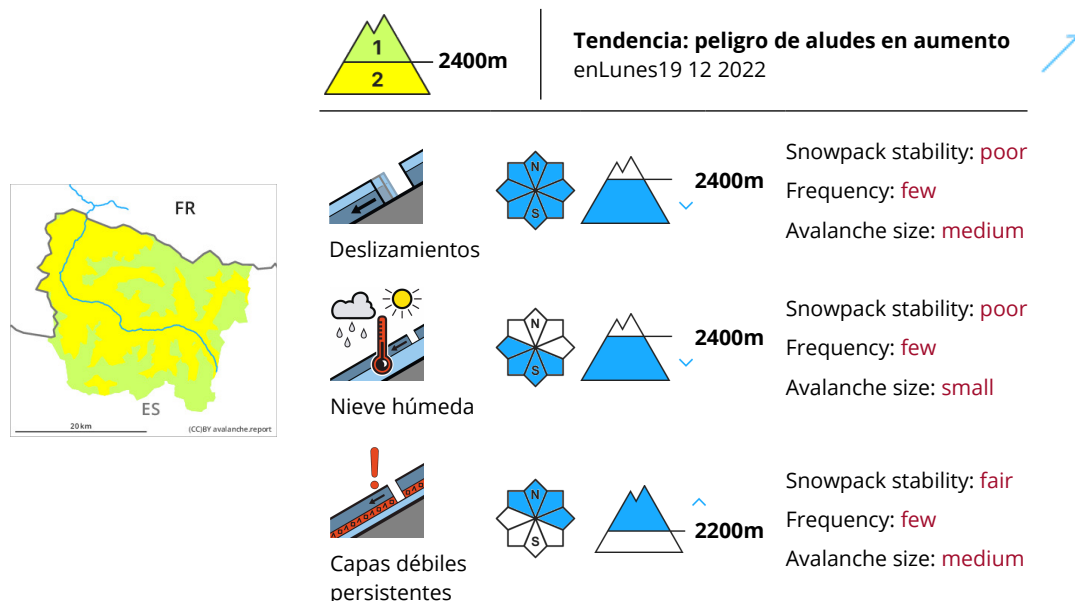 1
2
2400m
Tendencia: peligro de aludes en aumento
enLunes19 12 2022
FR
ES
20 km
(CC)BY avalanche.report
N
S
2400m
Snowpack stability: poor
Frequency: few
Avalanche size: medium
Deslizamientos
N
S
2400m
Snowpack stability: poor
Frequency: few
Avalanche size: small
Nieve húmeda
N
S
2200m
Snowpack stability: fair
Frequency: few
Avalanche size: medium
Capas débiles
persistentes